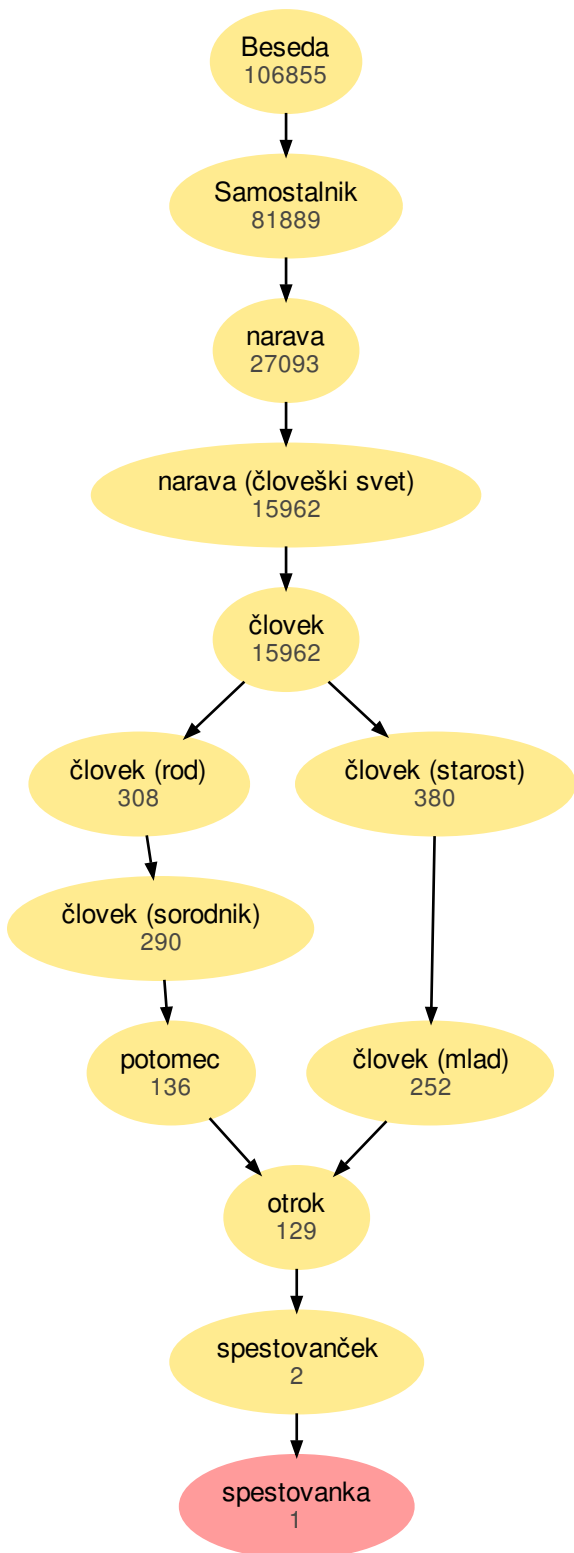 Beseda
106855
Samostalnik
81889
narava
27093
narava (človeški svet)
15962
človek
15962
človek (rod)
308
človek (starost)
380
človek (sorodnik)
290
potomec
136
človek (mlad)
252
otrok
129
spestovanček
2
spestovanka
1